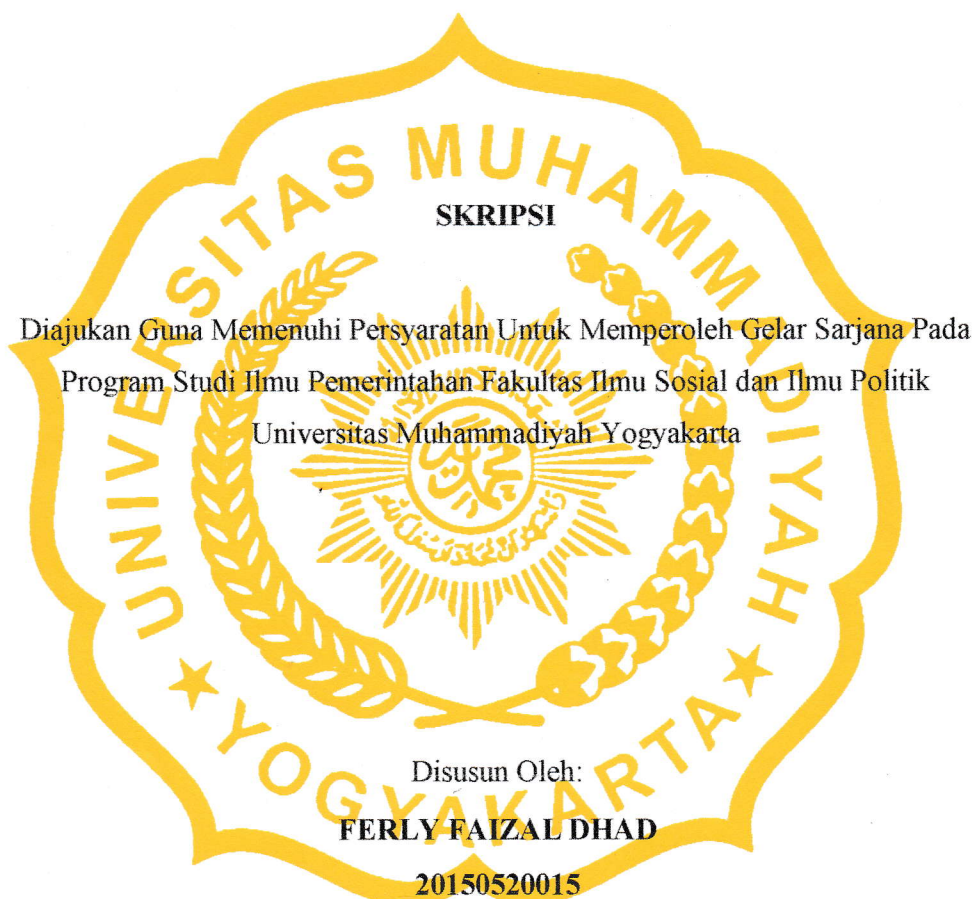 UNIVERSITAS MUHAMMADIYAH
★ YOGYAKARTA ★
SKRIPSI
Diajukan Guna Memenuhi Persyaratan Untuk Memperoleh Gelar Sarjana Pada
Program Studi Ilmu Pemerintahan Fakultas Ilmu Sosial dan Ilmu Politik
Universitas Muhammadiyah Yogyakarta
Disusun Oleh:
FERLY FAIZAL DHAD
20150520015